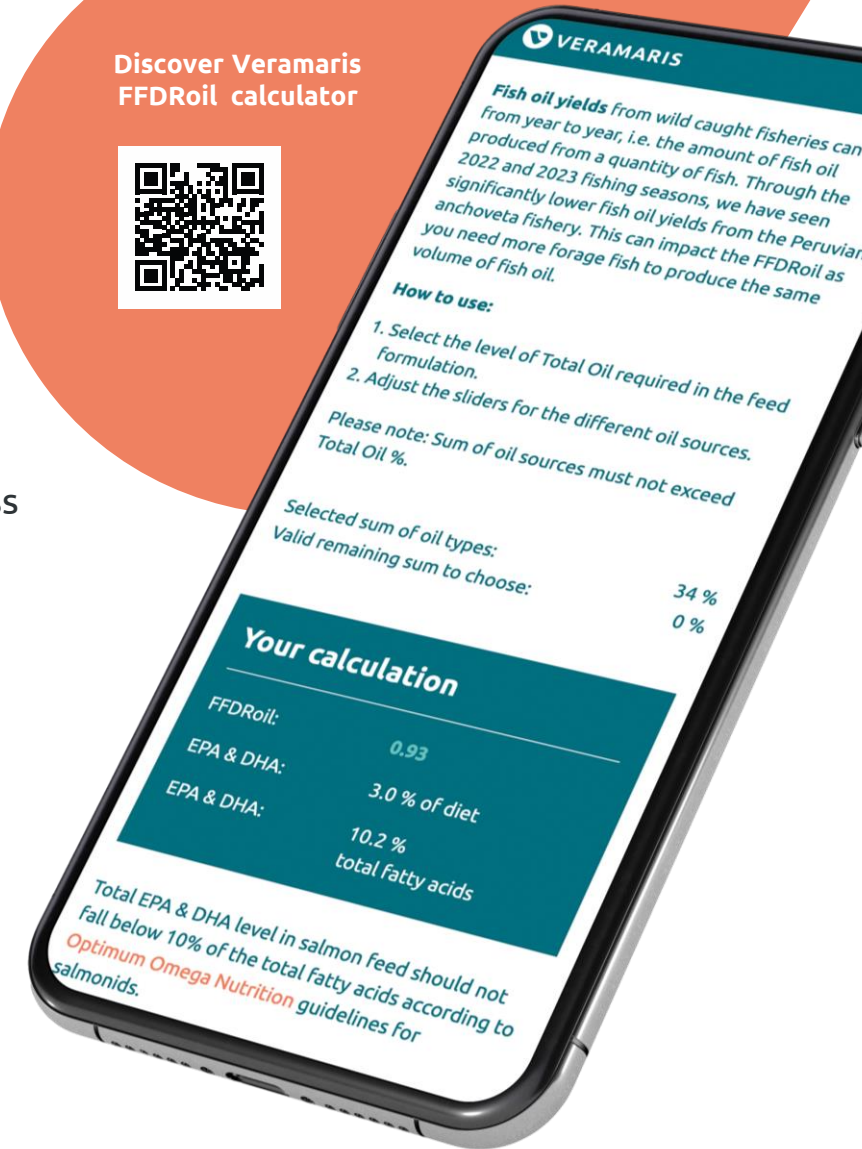 Discover Veramaris
FFDRoil calculator
VERAMARIS
Fish oil yields from wild caught fisheries can
from year to year, i.e. the amount of fish oil
produced from a quantity of fish. Through the
2022 and 2023 fishing seasons, we have seen
significantly lower fish oil yields from the Peruvian
anchoveta fishery. This can impact the FFDRoil as
you need more forage fish to produce the same
volume of fish oil.
How to use:
1. Select the level of Total Oil required in the feed
formulation.
2. Adjust the sliders for the different oil sources.
Please note: Sum of oil sources must not exceed
Total Oil %.
Selected sum of oil types: 34 %
Valid remaining sum to choose: 0 %
Your calculation
FFDRoil: 0.93
EPA & DHA: 3.0 % of diet
EPA & DHA: 10.2 %
total fatty acids
Total EPA & DHA level in salmon feed should not
fall below 10% of the total fatty acids according to
Optimum Omega Nutrition guidelines for
salmonids.